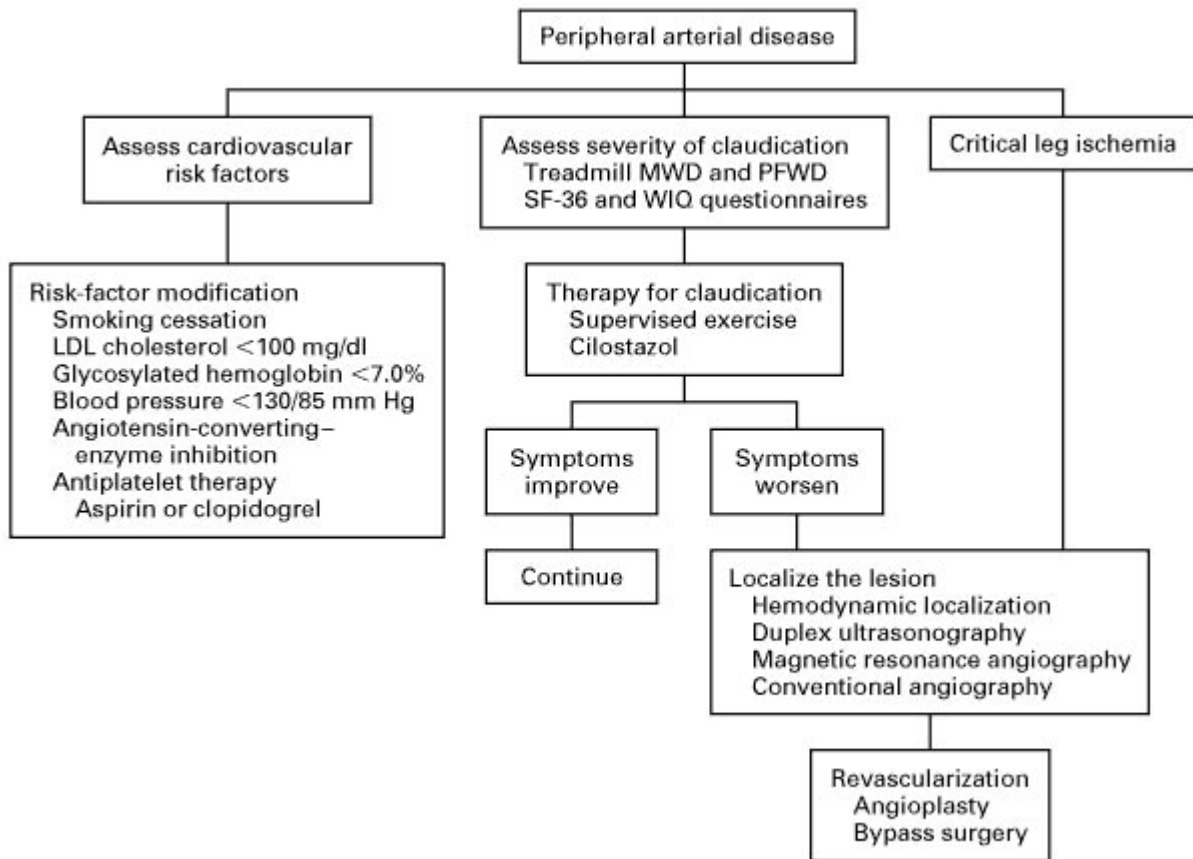 Peripheral arterial disease
Assess cardiovascular
risk factors
Assess severity of claudication
Treadmill MWD and PFWD
SF-36 and WIQ questionnaires
Critical leg ischemia
Risk-factor modification
Smoking cessation
LDL cholesterol <100 mg/dl
Glycosylated hemoglobin <7.0%
Blood pressure <130/85 mm Hg
Angiotensin-converting–
enzyme inhibition
Antiplatelet therapy
Aspirin or clopidogrel
Therapy for claudication
Supervised exercise
Cilostazol
Symptoms
improve
Symptoms
worsen
Continue
Localize the lesion
Hemodynamic localization
Duplex ultrasonography
Magnetic resonance angiography
Conventional angiography
Revascularization
Angioplasty
Bypass surgery